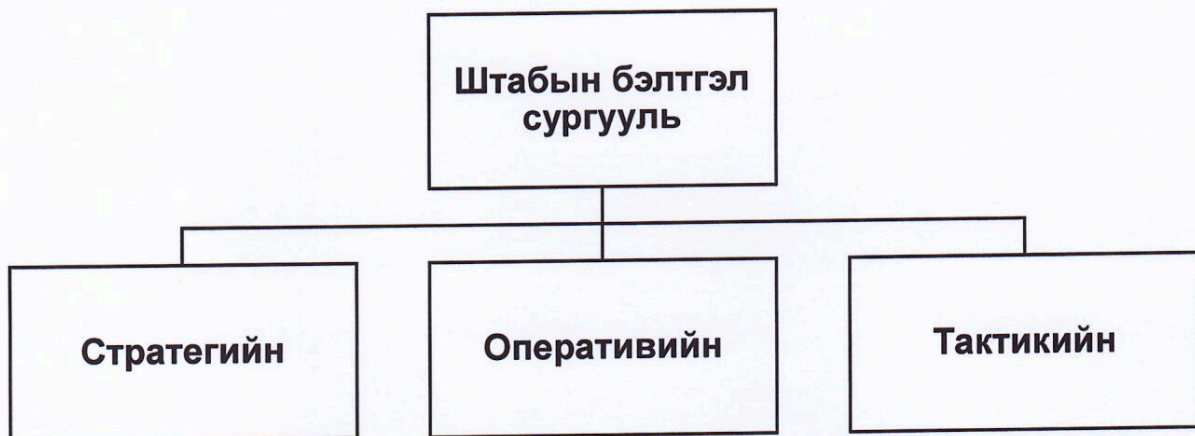 Штабын бэлтгэл
сургууль
Стратегийн
Оперативийн
Тактикийн